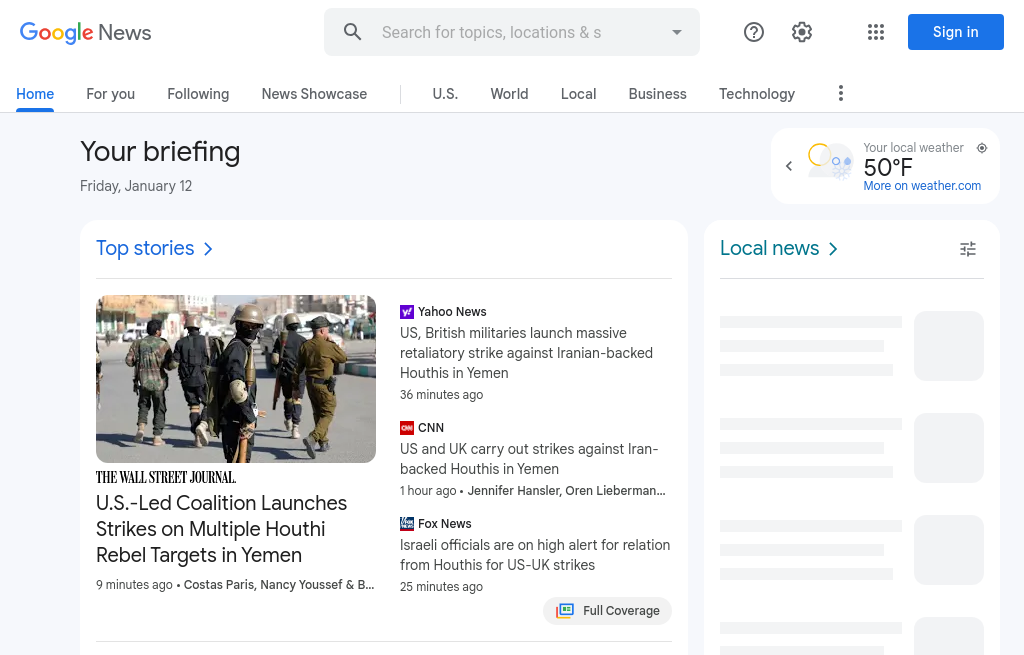 Google News
Search for topics, locations & s
Sign in
Home
For you
Following
News Showcase
U.S.
World
Local
Business
Technology
Your briefing
Friday, January 12
Your local weather
50°F
More on weather.com
Top stories
THE WALL STREET JOURNAL.
U.S.-Led Coalition Launches
Strikes on Multiple Houthi
Rebel Targets in Yemen
9 minutes ago • Costas Paris, Nancy Youssef & B...
Yahoo News
US, British militaries launch massive
retaliatory strike against Iranian-backed
Houthis in Yemen
36 minutes ago
CNN
US and UK carry out strikes against Iran-
backed Houthis in Yemen
1 hour ago • Jennifer Hansler, Oren Lieberman...
Fox News
Israeli officials are on high alert for relation
from Houthis for US-UK strikes
25 minutes ago
Full Coverage
Local news